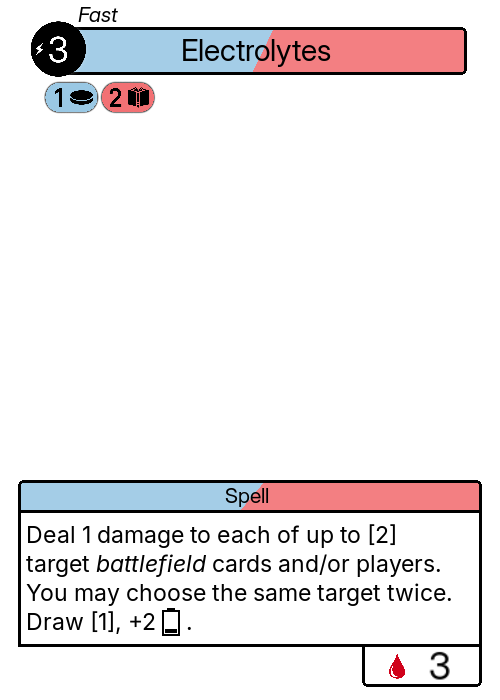 Fast
3 Electrolytes
1 2
Spell
Deal 1 damage to each of up to [2]
target battlefield cards and/or players.
You may choose the same target twice.
Draw [1], +2 .
3